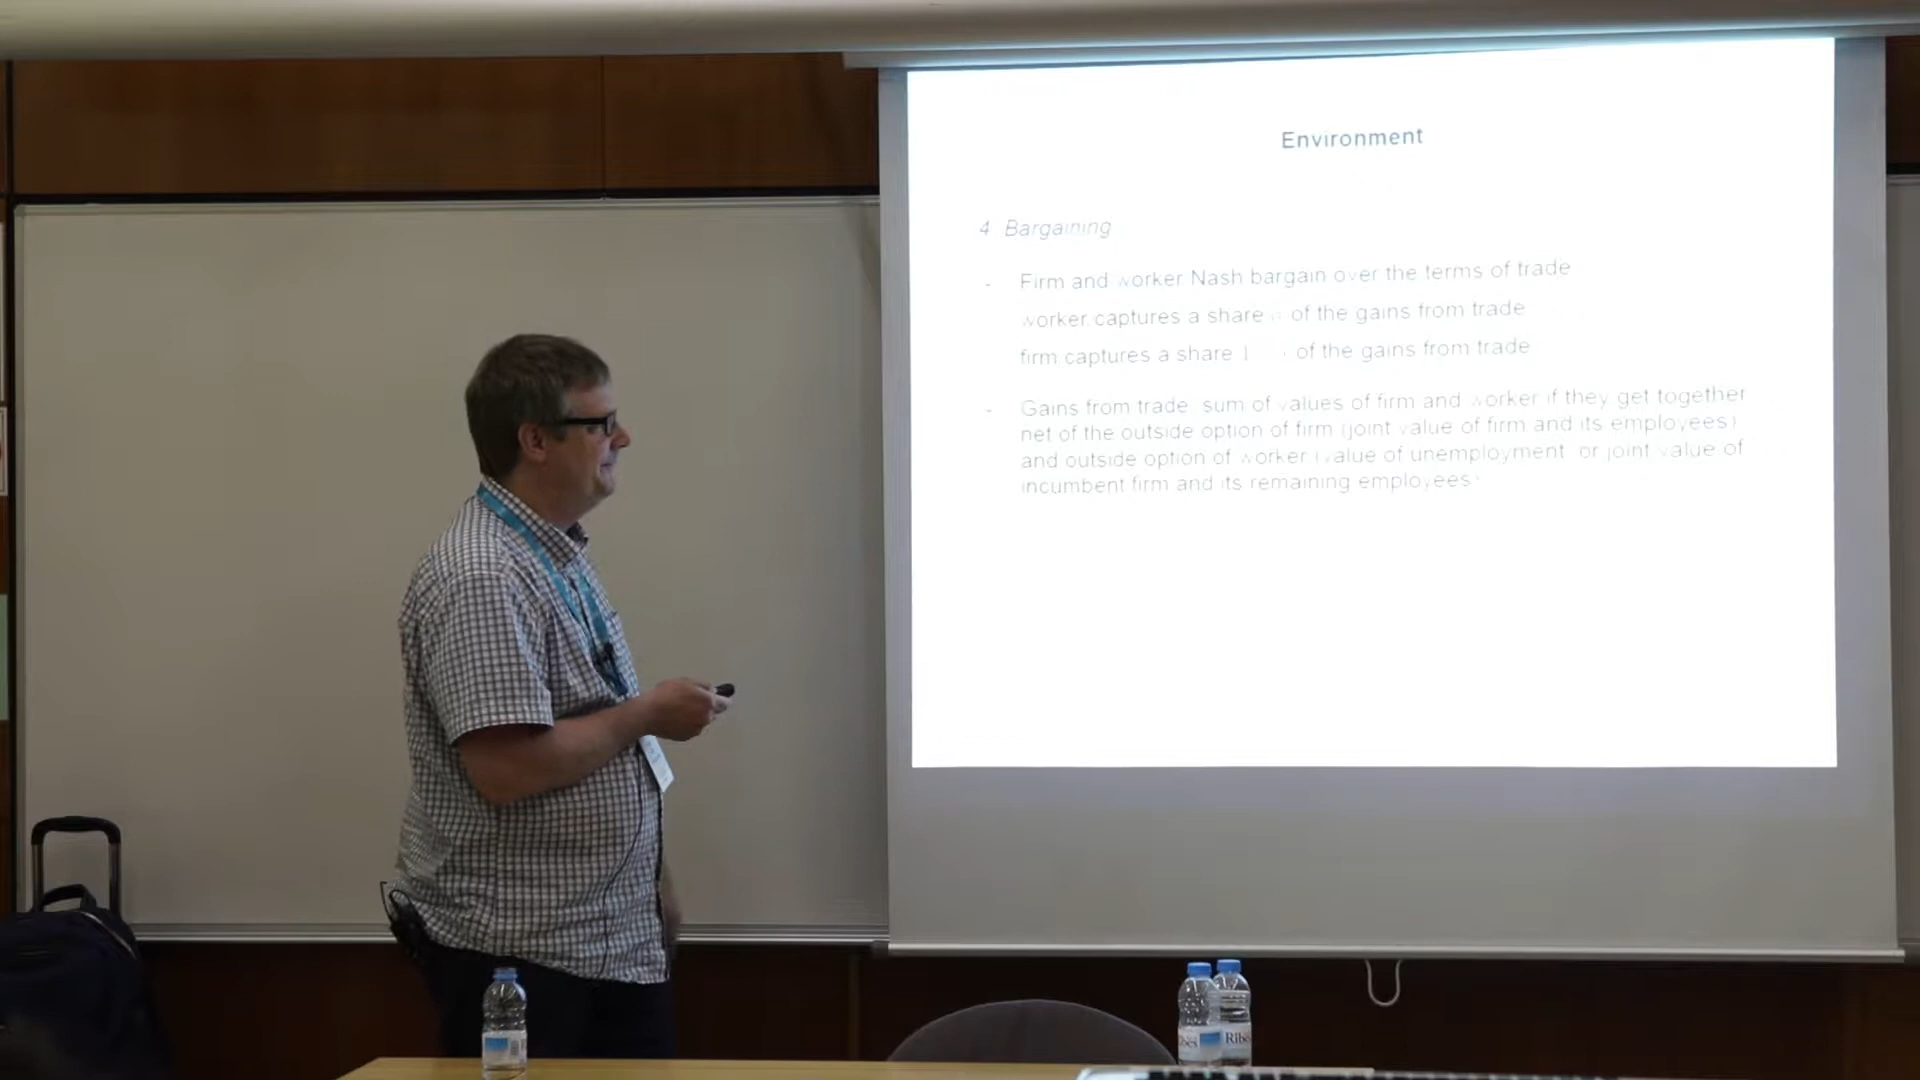 Environment
4 Bargaining
- Firm and worker Nash bargain over the terms of trade
worker captures a share of the gains from trade
firm captures a share 1 of the gains from trade
- Gains from trade sum of values of firm and worker if they get together
net of the outside option of firm (joint value of firm and its employees)
and outside option of worker (value of unemployment or joint value of
incumbent firm and its remaining employees)
Ribes